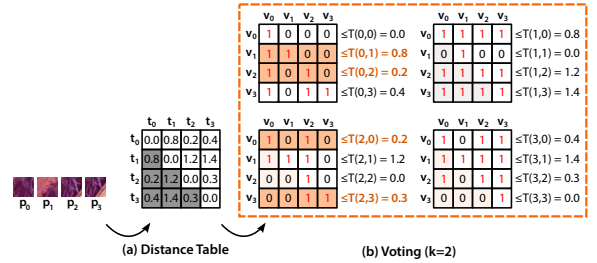 v0 v1 v2 v3
v0 1 0 0 0 ≤T(0,0) = 0.0
v1 1 1 0 0 ≤T(0,1) = 0.8
v2 1 0 1 0 ≤T(0,2) = 0.2
v3 1 0 1 1 ≤T(0,3) = 0.4
v0 v1 v2 v3
v0 1 1 1 1 ≤T(1,0) = 0.8
v1 0 1 0 0 ≤T(1,1) = 0.0
v2 1 1 1 1 ≤T(1,2) = 1.2
v3 1 1 1 1 ≤T(1,3) = 1.4
v0 v1 v2 v3
v0 1 0 1 0 ≤T(2,0) = 0.2
v1 1 1 1 0 ≤T(2,1) = 1.2
v2 0 0 1 0 ≤T(2,2) = 0.0
v3 0 0 1 1 ≤T(2,3) = 0.3
v0 v1 v2 v3
v0 1 0 1 1 ≤T(3,0) = 0.4
v1 1 1 1 1 ≤T(3,1) = 1.4
v2 1 0 1 1 ≤T(3,2) = 0.3
v3 0 0 0 1 ≤T(3,3) = 0.0
t0 t1 t2 t3
t0 0.0 0.8 0.2 0.4
t1 0.8 0.0 1.2 1.4
t2 0.2 1.2 0.0 0.3
t3 0.4 1.4 0.3 0.0
p0 p1 p2 p3
(a) Distance Table
(b) Voting (k=2)